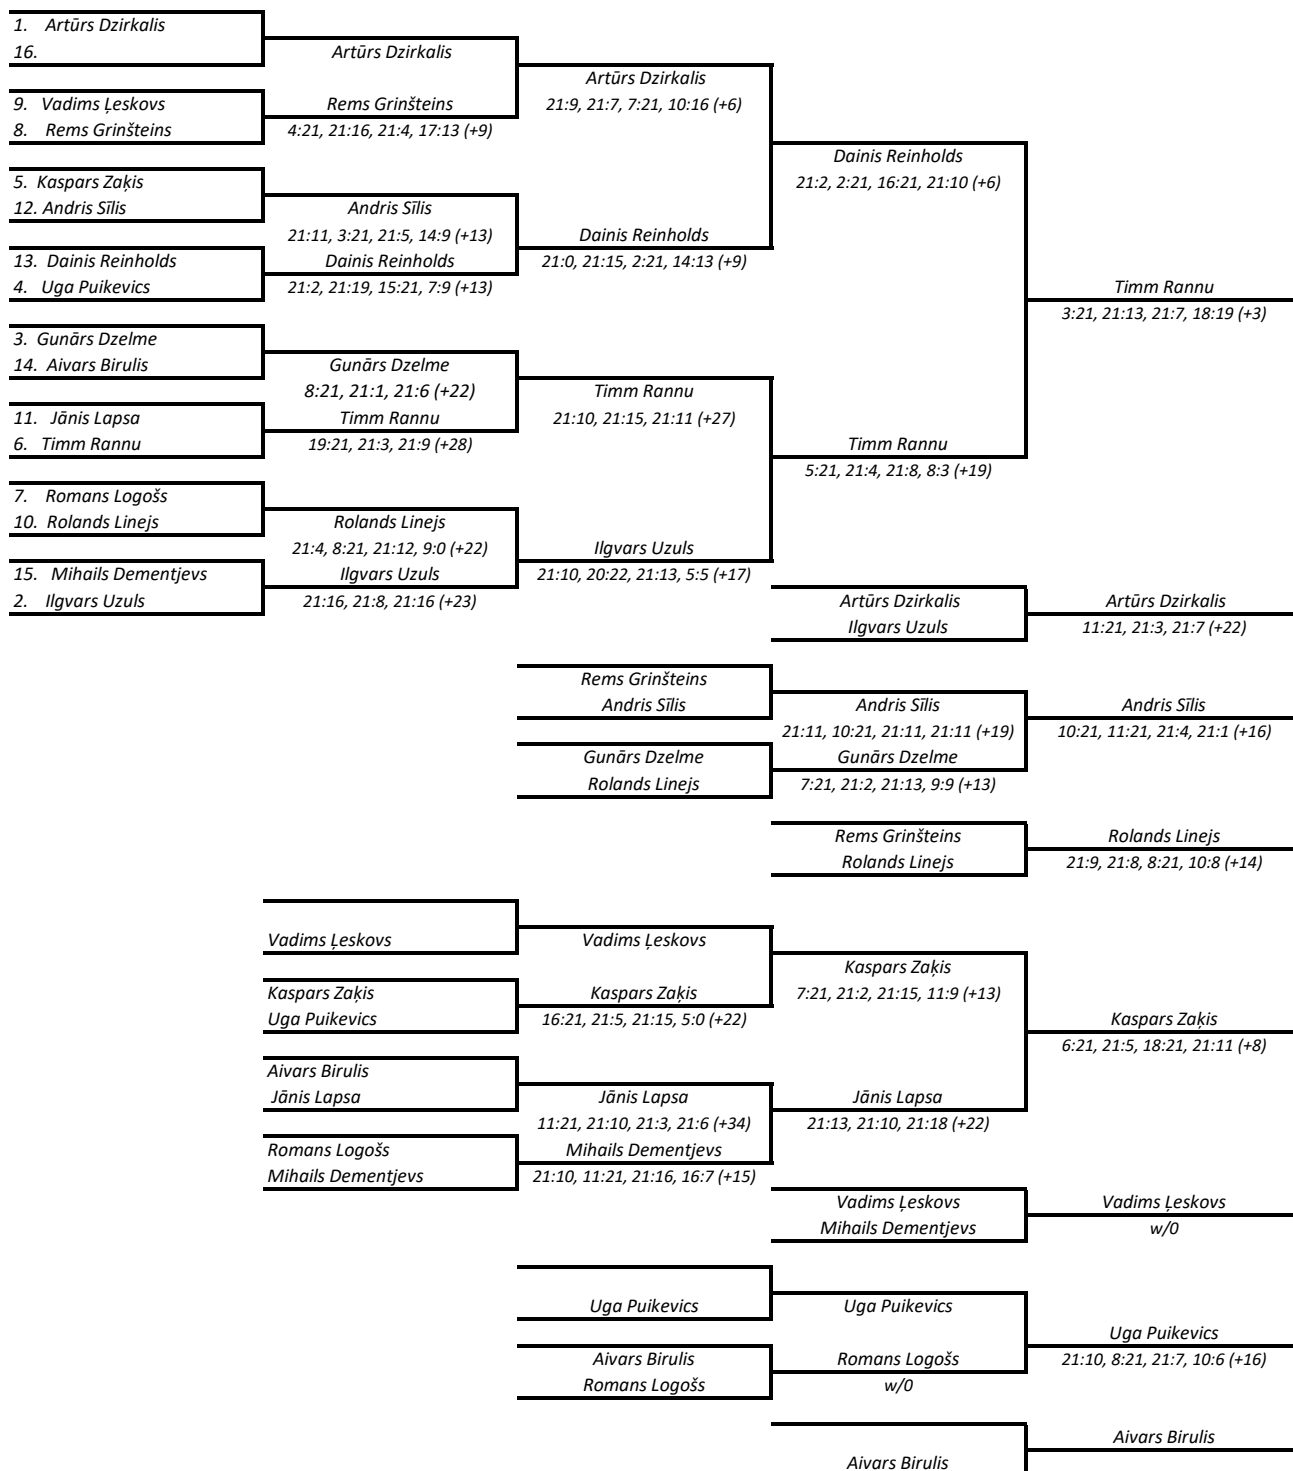 1. Artūrs Dzirkalis
16.
Artūrs Dzirkalis
Artūrs Dzirkalis
21:9, 21:7, 7:21, 10:16 (+6)
9. Vadims Ļeskovs
8. Rems Grinšteins
Rems Grinšteins
4:21, 21:16, 21:4, 17:13 (+9)
Dainis Reinholds
21:2, 2:21, 16:21, 21:10 (+6)
5. Kaspars Zaķis
12. Andris Sīlis
Andris Sīlis
21:11, 3:21, 21:5, 14:9 (+13)
Dainis Reinholds
21:0, 21:15, 2:21, 14:13 (+9)
13. Dainis Reinholds
4. Uga Puikevics
Dainis Reinholds
21:2, 21:19, 15:21, 7:9 (+13)
Timm Rannu
3:21, 21:13, 21:7, 18:19 (+3)
3. Gunārs Dzelme
14. Aivars Birulis
Gunārs Dzelme
8:21, 21:1, 21:6 (+22)
Timm Rannu
21:10, 21:15, 21:11 (+27)
11. Jānis Lapsa
6. Timm Rannu
Timm Rannu
19:21, 21:3, 21:9 (+28)
Timm Rannu
5:21, 21:4, 21:8, 8:3 (+19)
7. Romans Logošs
10. Rolands Linejs
Rolands Linejs
21:4, 8:21, 21:12, 9:0 (+22)
Ilgvars Uzuls
21:10, 20:22, 21:13, 5:5 (+17)
15. Mihails Dementjevs
2. Ilgvars Uzuls
Ilgvars Uzuls
21:16, 21:8, 21:16 (+23)
Artūrs Dzirkalis
Ilgvars Uzuls
Artūrs Dzirkalis
11:21, 21:3, 21:7 (+22)
Rems Grinšteins
Andris Sīlis
Andris Sīlis
21:11, 10:21, 21:11, 21:11 (+19)
Andris Sīlis
10:21, 11:21, 21:4, 21:1 (+16)
Gunārs Dzelme
Rolands Linejs
Gunārs Dzelme
7:21, 21:2, 21:13, 9:9 (+13)
Rems Grinšteins
Rolands Linejs
Rolands Linejs
21:9, 21:8, 8:21, 10:8 (+14)
Vadims Ļeskovs
Vadims Ļeskovs
Kaspars Zaķis
7:21, 21:2, 21:15, 11:9 (+13)
Kaspars Zaķis
Uga Puikevics
Kaspars Zaķis
16:21, 21:5, 21:15, 5:0 (+22)
Kaspars Zaķis
6:21, 21:5, 18:21, 21:11 (+8)
Aivars Birulis
Jānis Lapsa
Jānis Lapsa
11:21, 21:10, 21:3, 21:6 (+34)
Jānis Lapsa
21:13, 21:10, 21:18 (+22)
Romans Logošs
Mihails Dementjevs
Mihails Dementjevs
21:10, 11:21, 21:16, 16:7 (+15)
Vadims Ļeskovs
Mihails Dementjevs
Vadims Ļeskovs
w/0
Uga Puikevics
Uga Puikevics
Uga Puikevics
21:10, 8:21, 21:7, 10:6 (+16)
Aivars Birulis
Romans Logošs
Romans Logošs
w/0
Aivars Birulis
Aivars Birulis